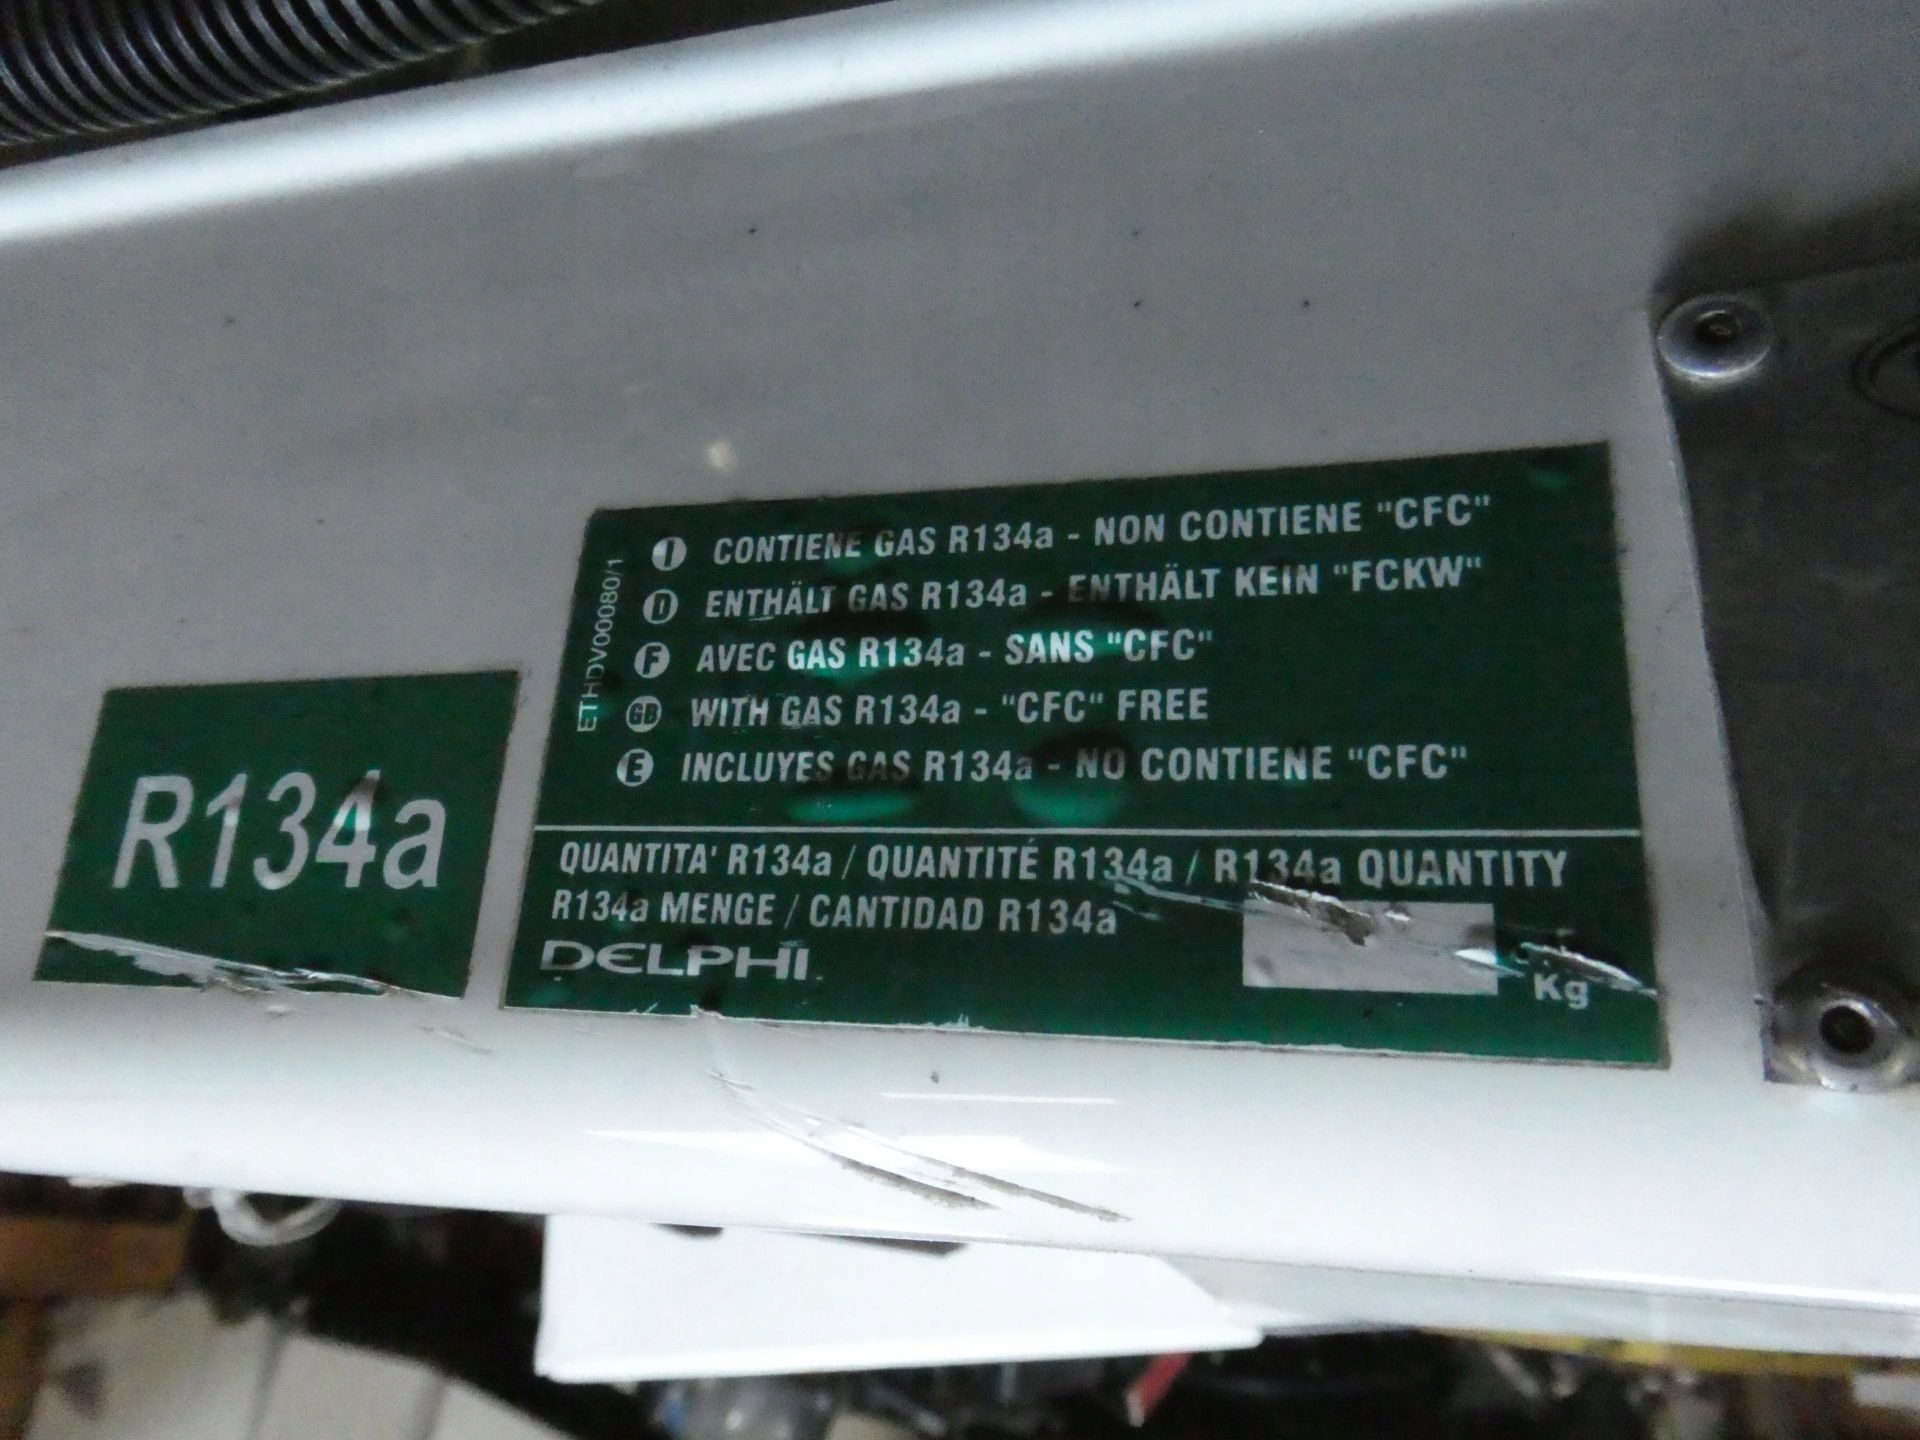 R134a
ETHDV00080/1
I CONTIENE GAS R134a - NON CONTIENE "CFC"
D ENTHÄLT GAS R134a - ENTHÄLT KEIN "FCKW"
F AVEC GAS R134a - SANS "CFC"
GB WITH GAS R134a - "CFC" FREE
E INCLUYES GAS R134a - NO CONTIENE "CFC"
QUANTITA' R134a / QUANTITÉ R134a / R134a QUANTITY
R134a MENGE / CANTIDAD R134a
DELPHI
Kg